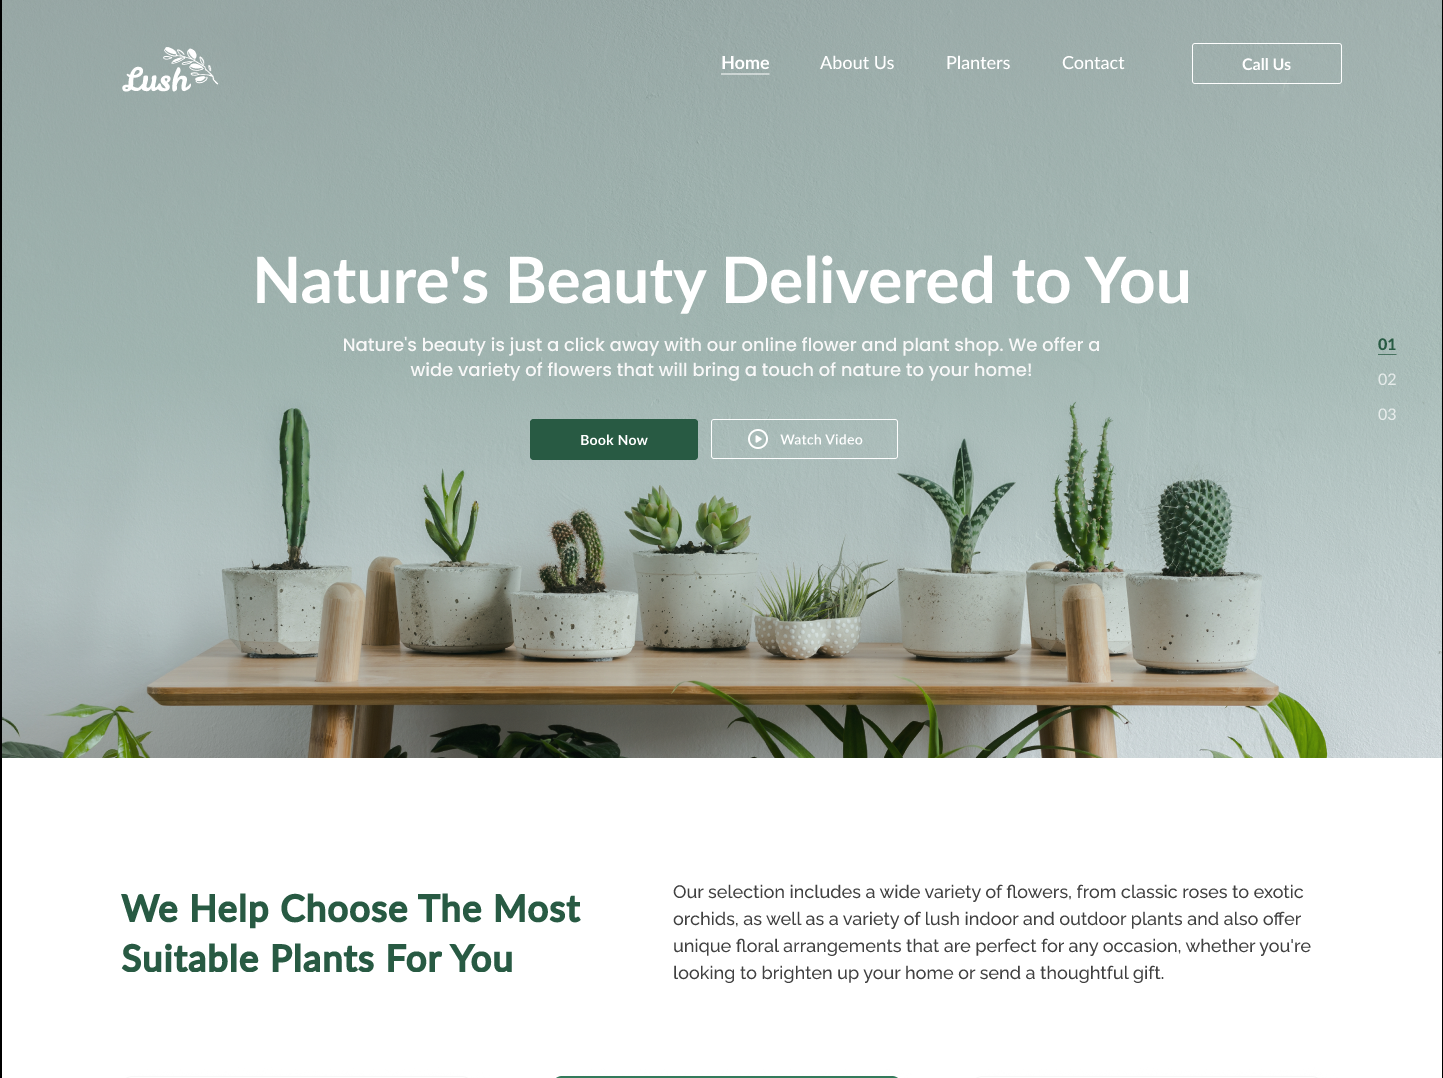 Lush
Home
About Us
Planters
Contact
Call Us
Nature's Beauty Delivered to You
Nature's beauty is just a click away with our online flower and plant shop. We offer a
wide variety of flowers that will bring a touch of nature to your home!
01
02
03
Book Now
Watch Video
We Help Choose The Most
Suitable Plants For You
Our selection includes a wide variety of flowers, from classic roses to exotic
orchids, as well as a variety of lush indoor and outdoor plants and also offer
unique floral arrangements that are perfect for any occasion, whether you're
looking to brighten up your home or send a thoughtful gift.